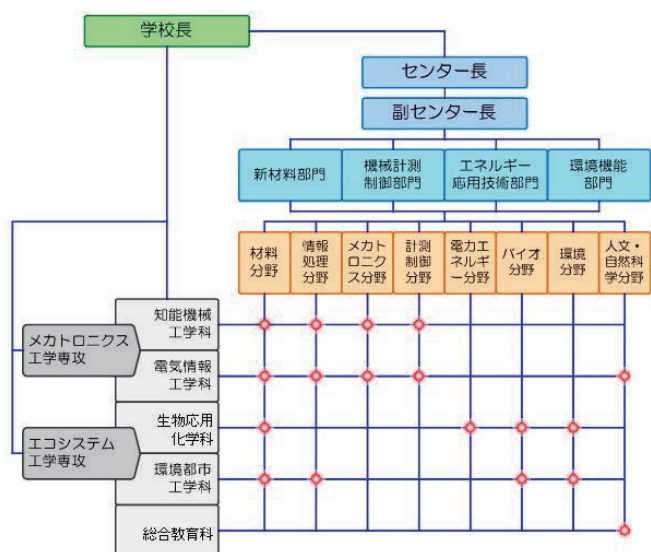 学校長
センター長
副センター長
新材料部門
機械計測
制御部門
エネルギー
応用技術部門
環境機能
部門
材料
分野
情報
処理分野
メカト
ロニク
ス分野
計測
制御分野
電力エ
ネルギ
ー分野
バイオ
分野
環境
分野
人文・
自然科
学分野
メカトロニクス
工学専攻
エコシステム
工学専攻
知能機械
工学科
電気情報
工学科
生物応用
化学科
環境都市
工学科
総合教育科